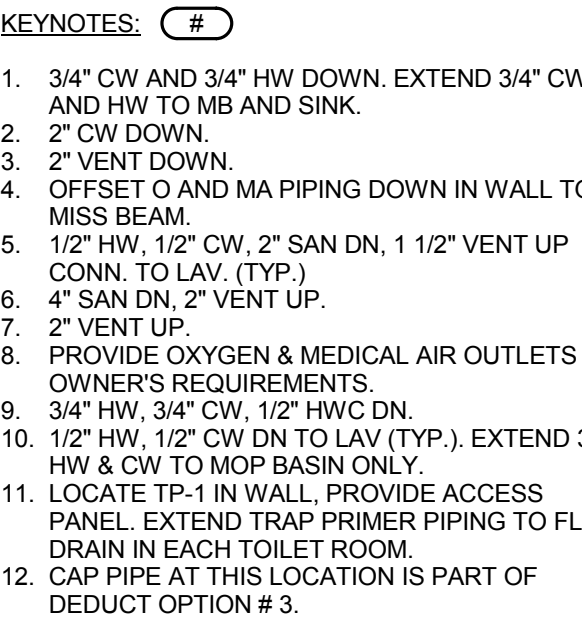 KEYNOTES: #
1. 3/4" CW AND 3/4" HW DOWN. EXTEND 3/4" CW
AND HW TO MB AND SINK.
2. 2" CW DOWN.
3. 2" VENT DOWN.
4. OFFSET O AND MA PIPING DOWN IN WALL TO
MISS BEAM.
5. 1/2" HW, 1/2" CW, 2" SAN DN, 1 1/2" VENT UP
CONN. TO LAV. (TYP.)
6. 4" SAN DN, 2" VENT UP.
7. 2" VENT UP.
8. PROVIDE OXYGEN & MEDICAL AIR OUTLETS
OWNER'S REQUIREMENTS.
9. 3/4" HW, 3/4" CW, 1/2" HWC DN.
10. 1/2" HW, 1/2" CW DN TO LAV (TYP.). EXTEND
HW & CW TO MOP BASIN ONLY.
11. LOCATE TP-1 IN WALL, PROVIDE ACCESS
PANEL. EXTEND TRAP PRIMER PIPING TO FL
DRAIN IN EACH TOILET ROOM.
12. CAP PIPE AT THIS LOCATION IS PART OF
DEDUCT OPTION # 3.